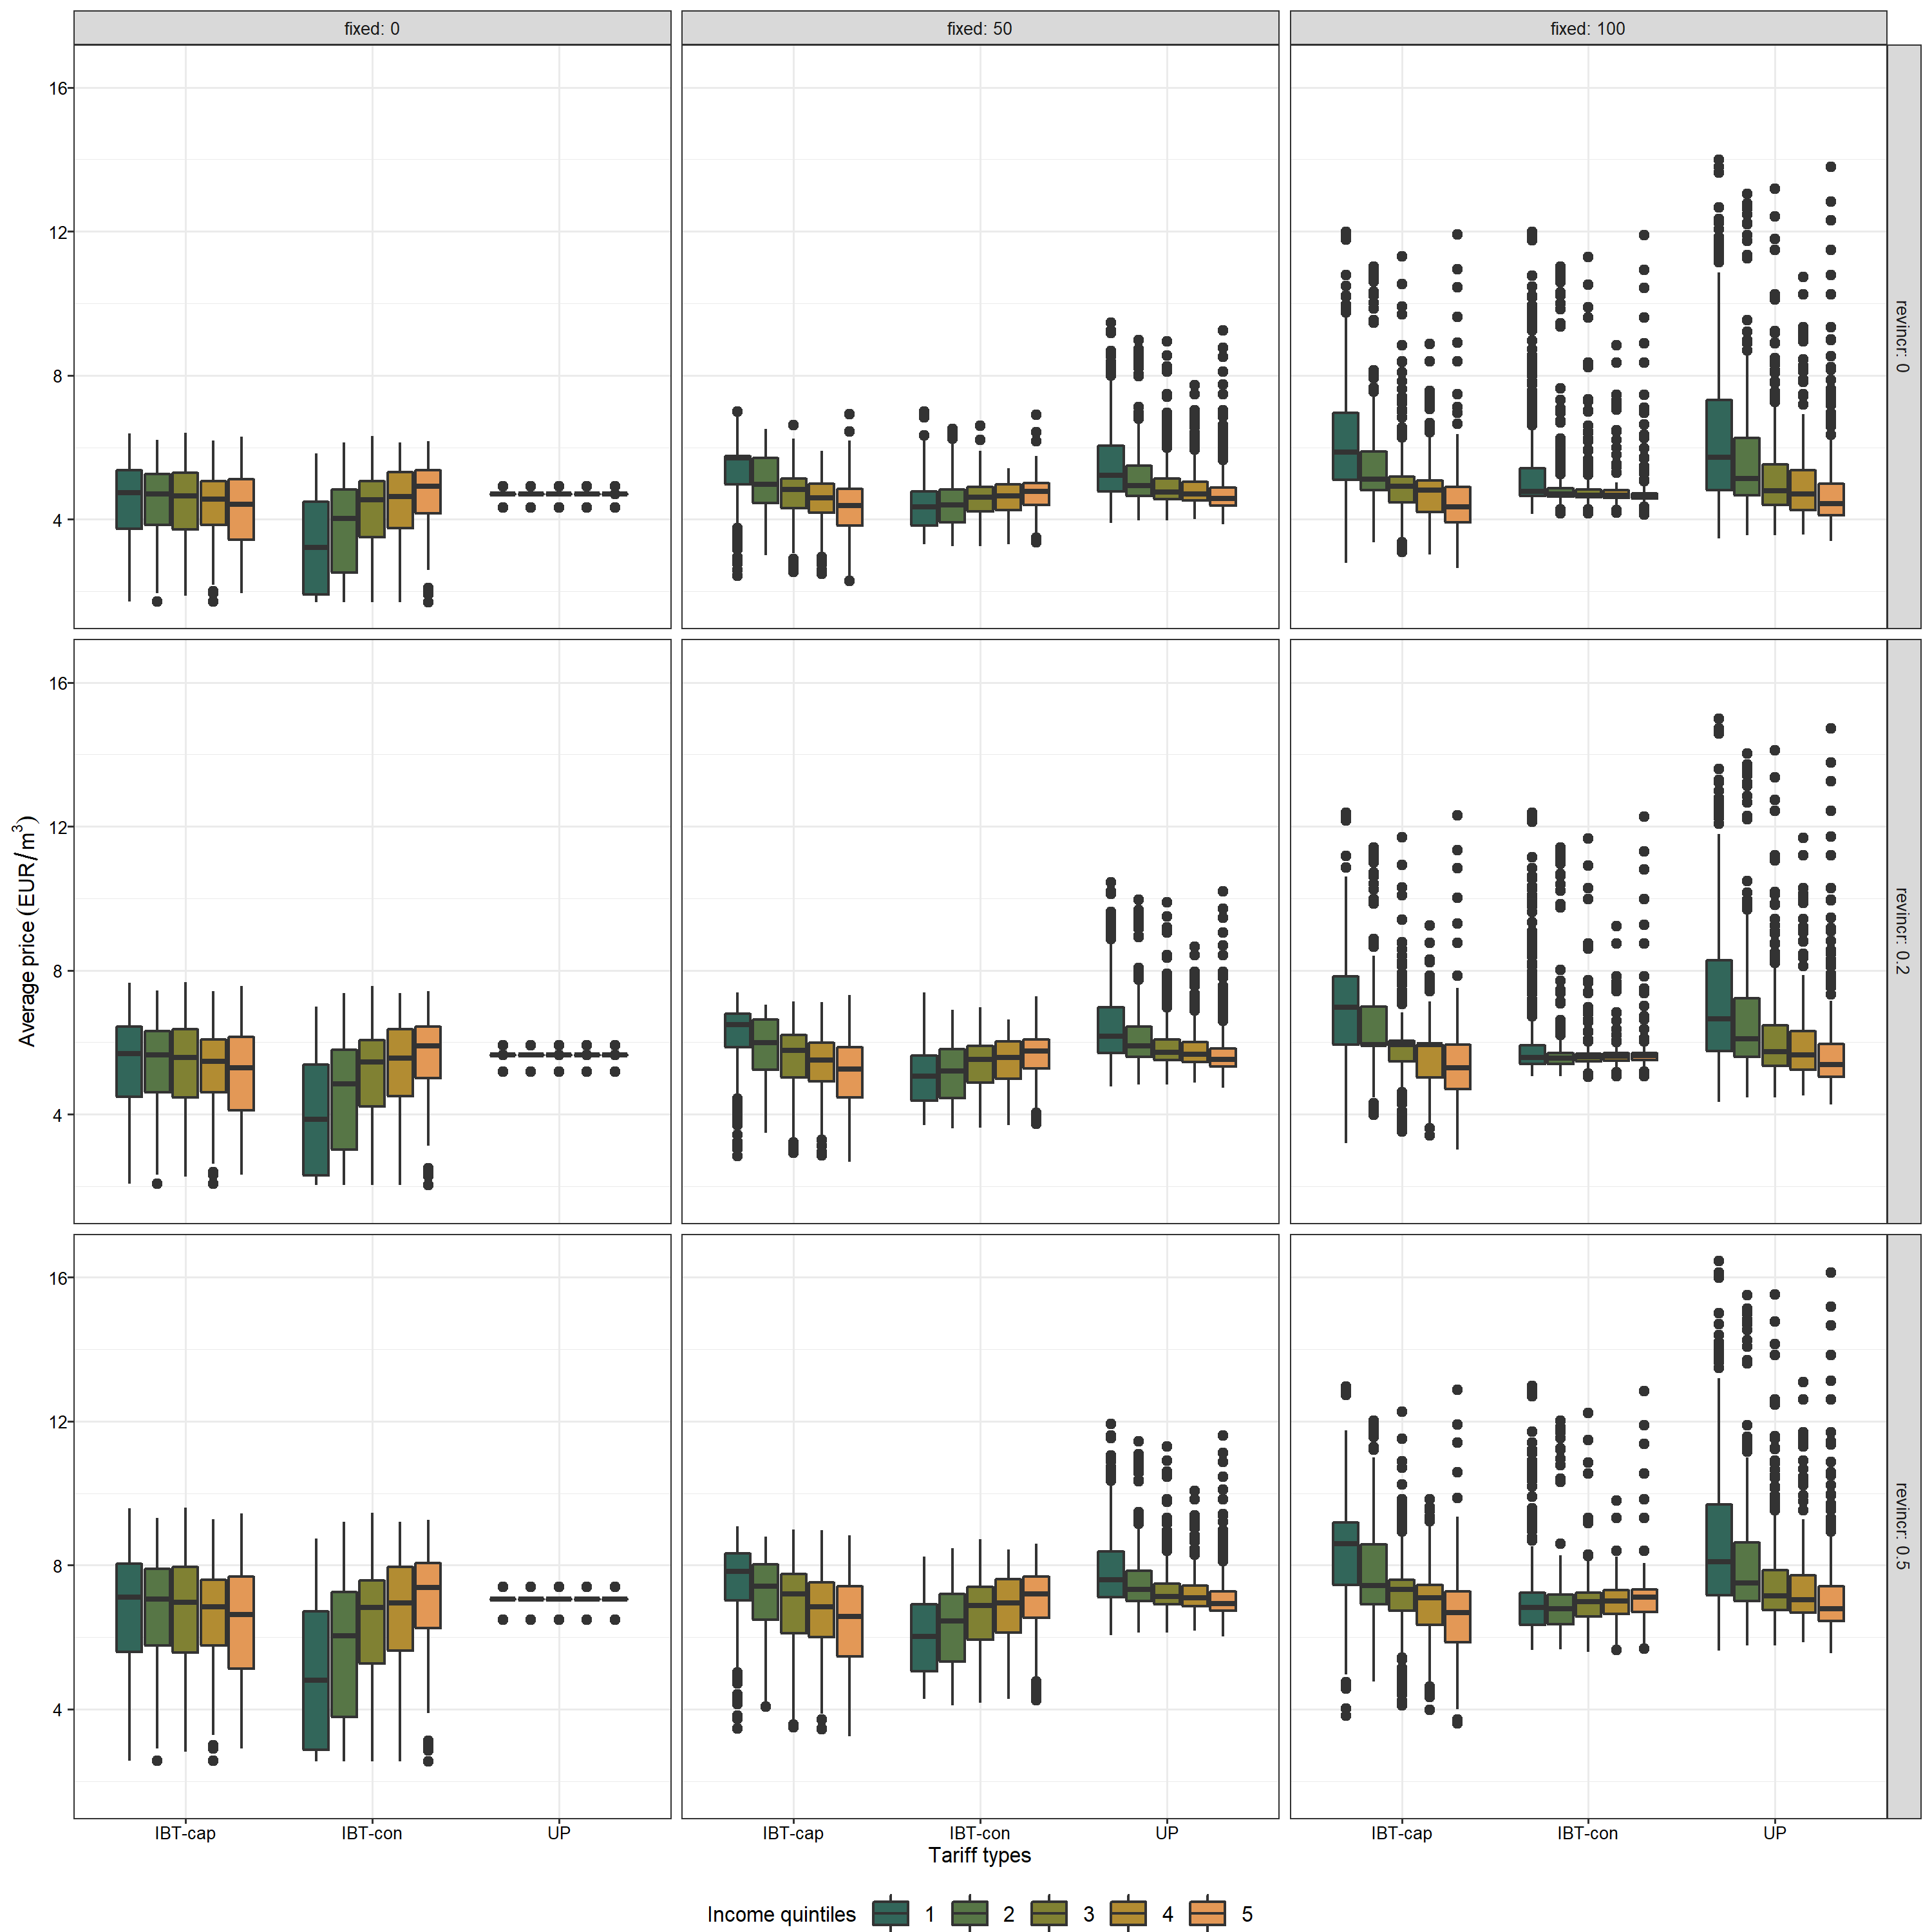 fixed: 0
fixed: 50
fixed: 100
16
12
8
4
revincr: 0
16
12
8
4
revincr: 0.2
16
12
8
4
revincr: 0.5
Average price (EUR/m³)
IBT-cap
IBT-con
UP
IBT-cap
IBT-con
UP
IBT-cap
IBT-con
UP
Tariff types
Income quintiles 1 2 3 4 5